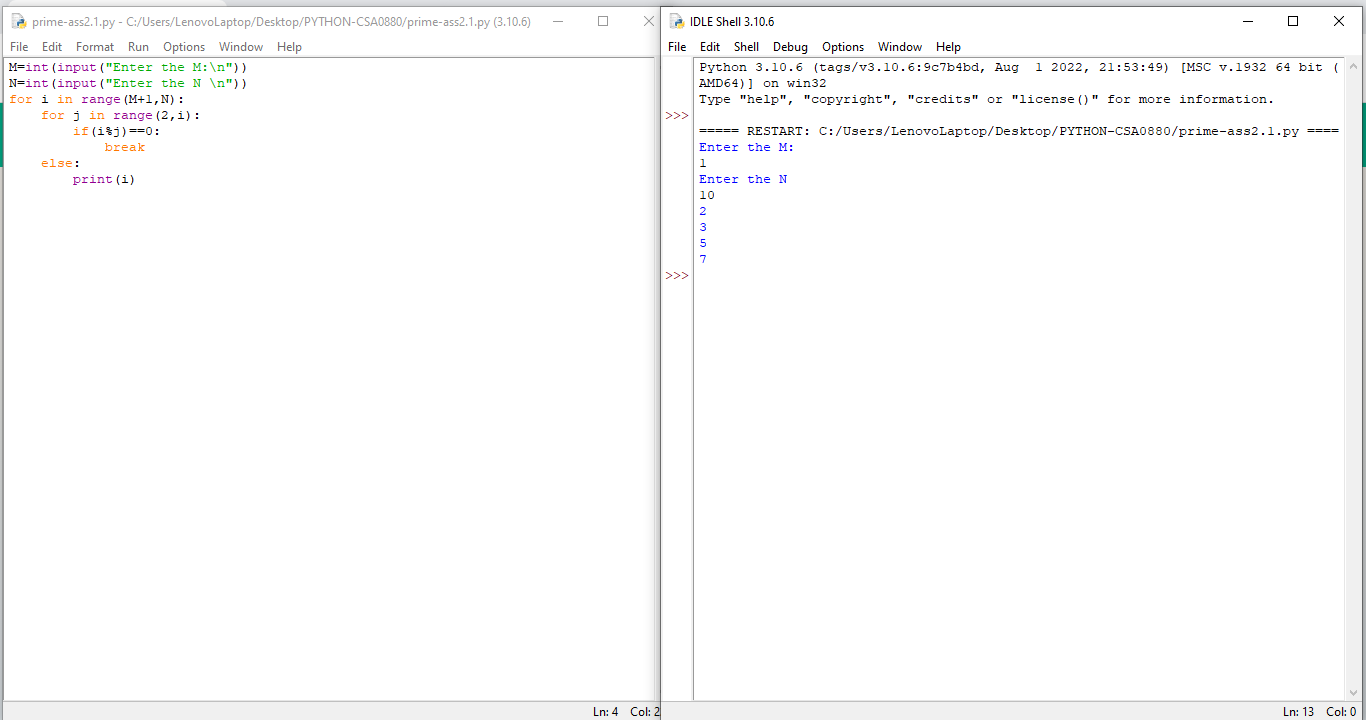 prime-ass2.1.py - C:/Users/LenovoLaptop/Desktop/PYTHON-CSA0880/prime-ass2.1.py (3.10.6)
File Edit Format Run Options Window Help
M=int(input("Enter the M:\n"))
N=int(input("Enter the N \n"))
for i in range(M+1,N):
    for j in range(2,i):
        if(i%j)==0:
            break
    else:
        print(i)
Ln: 4 Col: 2
IDLE Shell 3.10.6
File Edit Shell Debug Options Window Help
Python 3.10.6 (tags/v3.10.6:9c7b4bd, Aug  1 2022, 21:53:49) [MSC v.1932 64 bit (
AMD64)] on win32
Type "help", "copyright", "credits" or "license()" for more information.
>>>
===== RESTART: C:/Users/LenovoLaptop/Desktop/PYTHON-CSA0880/prime-ass2.1.py ====
Enter the M:
1
Enter the N
10
2
3
5
7
>>>
Ln: 13 Col: 0